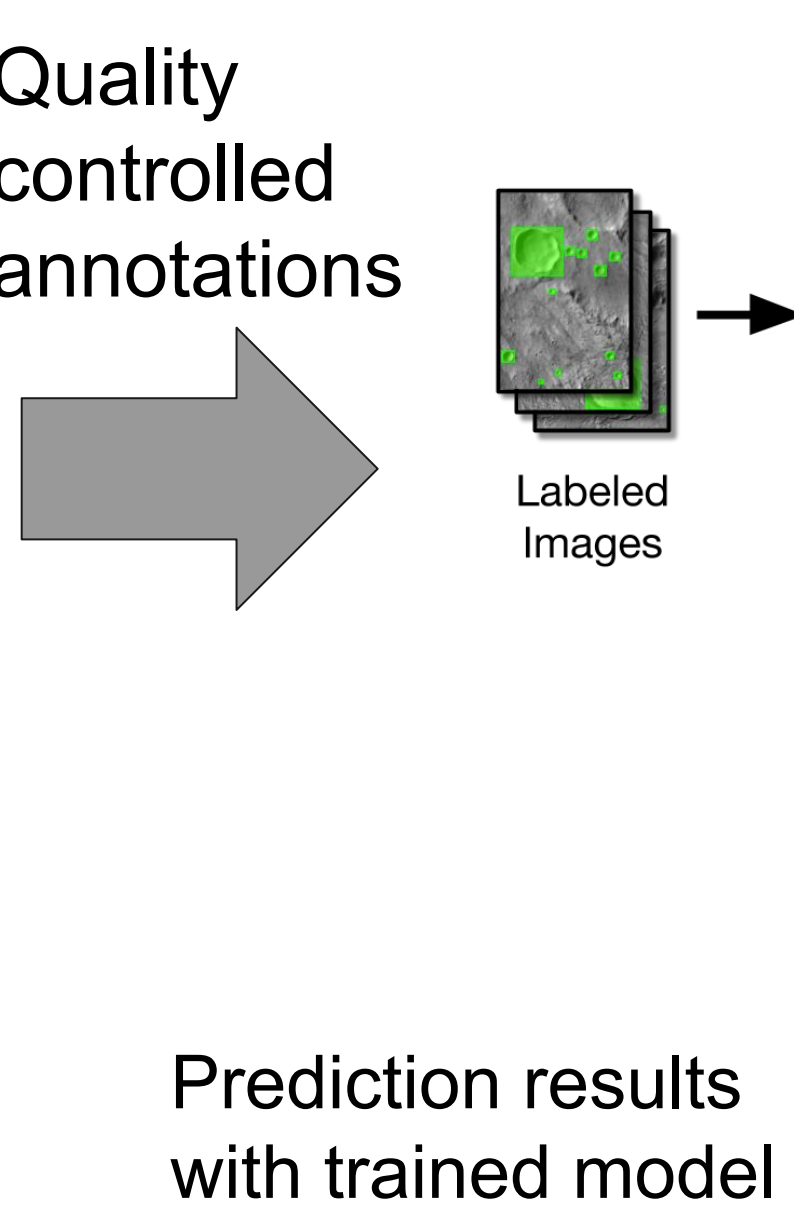 Quality
controlled
annotations
Labeled
Images
Prediction results
with trained model